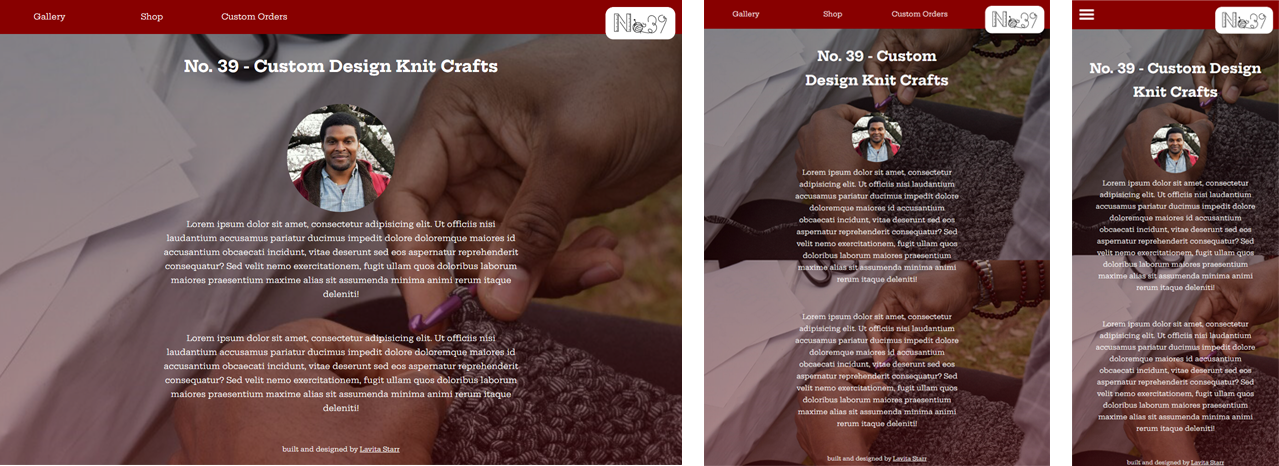 Gallery Shop Custom Orders
No.39
No. 39 - Custom Design Knit Crafts
Lorem ipsum dolor sit amet, consectetur adipisicing elit. Ut officiis nisi
laudantium accusamus pariatur ducimus impedit dolore doloremque maiores id
accusantium obcaecati incidunt, vitae deserunt sed eos aspernatur reprehenderit
consequatur? Sed velit nemo exercitationem, fugit ullam quos doloribus laborum
maiores praesentium maxime alias sit assumenda minima animi rerum itaque
deleniti!
Lorem ipsum dolor sit amet, consectetur adipisicing elit. Ut officiis nisi
laudantium accusamus pariatur ducimus impedit dolore doloremque maiores id
accusantium obcaecati incidunt, vitae deserunt sed eos aspernatur reprehenderit
consequatur? Sed velit nemo exercitationem, fugit ullam quos doloribus laborum
maiores praesentium maxime alias sit assumenda minima animi rerum itaque
deleniti!
built and designed by Lavita Starr
Gallery Shop Custom Orders
No.39
No. 39 - Custom
Design Knit Crafts
Lorem ipsum dolor sit amet, consectetur
adipisicing elit. Ut officiis nisi laudantium
accusamus pariatur ducimus impedit dolore
doloremque maiores id accusantium
obcaecati incidunt, vitae deserunt sed eos
aspernatur reprehenderit consequatur? Sed
velit nemo exercitationem, fugit ullam quos
doloribus laborum maiores praesentium
maxime alias sit assumenda minima animi
rerum itaque deleniti!
Lorem ipsum dolor sit amet, consectetur
adipisicing elit. Ut officiis nisi laudantium
accusamus pariatur ducimus impedit dolore
doloremque maiores id accusantium
obcaecati incidunt, vitae deserunt sed eos
aspernatur reprehenderit consequatur? Sed
velit nemo exercitationem, fugit ullam quos
doloribus laborum maiores praesentium
maxime alias sit assumenda minima animi
rerum itaque deleniti!
built and designed by Lavita Starr
No.39
No. 39 - Custom Design
Knit Crafts
Lorem ipsum dolor sit amet, consectetur
adipisicing elit. Ut officiis nisi laudantium
accusamus pariatur ducimus impedit
dolore doloremque maiores id accusantium
obcaecati incidunt, vitae deserunt sed eos
aspernatur reprehenderit consequatur?
Sed velit nemo exercitationem, fugit ullam
quos doloribus laborum maiores praesentium
maxime alias sit assumenda minima animi
rerum itaque deleniti!
Lorem ipsum dolor sit amet, consectetur
adipisicing elit. Ut officiis nisi laudantium
accusamus pariatur ducimus impedit
dolore doloremque maiores id accusantium
obcaecati incidunt, vitae deserunt sed eos
aspernatur reprehenderit consequatur?
Sed velit nemo exercitationem, fugit ullam
quos doloribus laborum maiores praesentium
maxime alias sit assumenda minima animi
rerum itaque deleniti!
built and designed by Lavita Starr